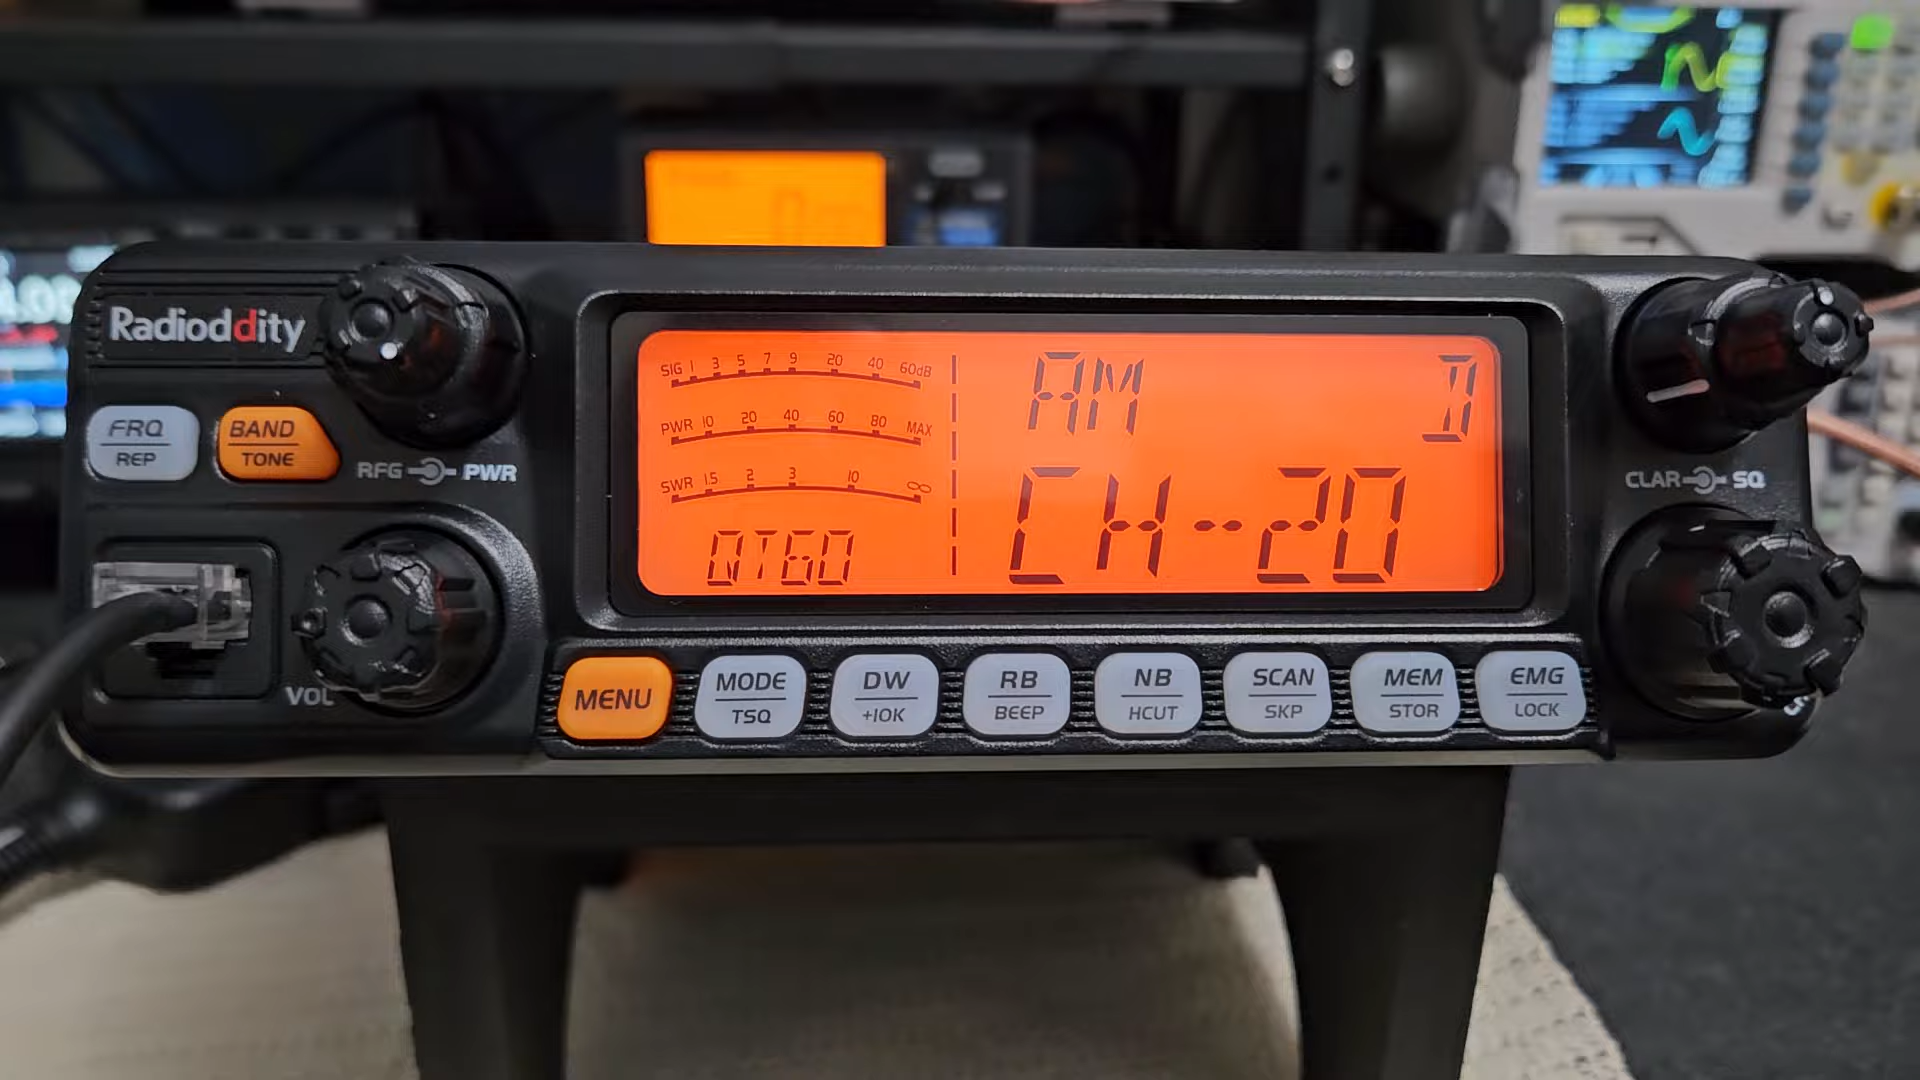 Radioddity
FRQ
REP
BAND
TONE
RFG PWR
VOL
SIG 1 3 5 7 9 20 40 60dB
PWR 10 20 40 60 80 MAX
SWR 1.5 2 3 10 ∞
QT60
AM D
CH-20
CLAR SQ
MENU
MODE
TSQ
DW
+10K
RB
BEEP
NB
HCUT
SCAN
SKP
MEM
STOR
EMG
LOCK